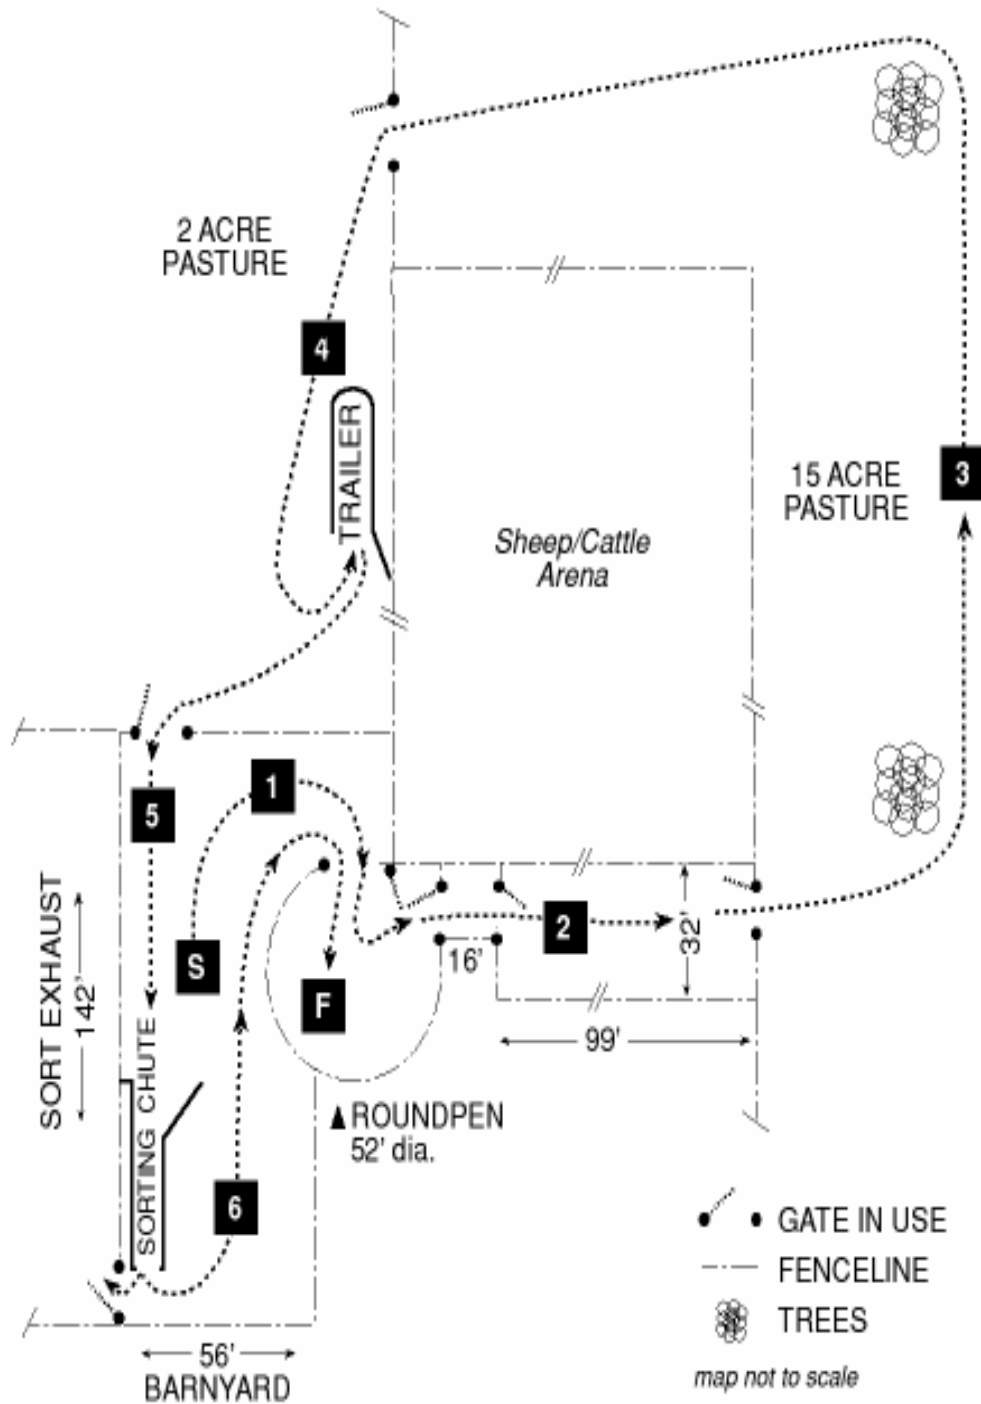 2 ACRE
PASTURE
4
TRAILER
3
15 ACRE
PASTURE
Sheep/Cattle
Arena
1
5
S
2
16'
32'
99'
F
SORT EXHAUST
142'
SORTING CHUTE
ROUNDPEN
52' dia.
6
56'
BARNYARD
GATE IN USE
FENCELINE
TREES
map not to scale